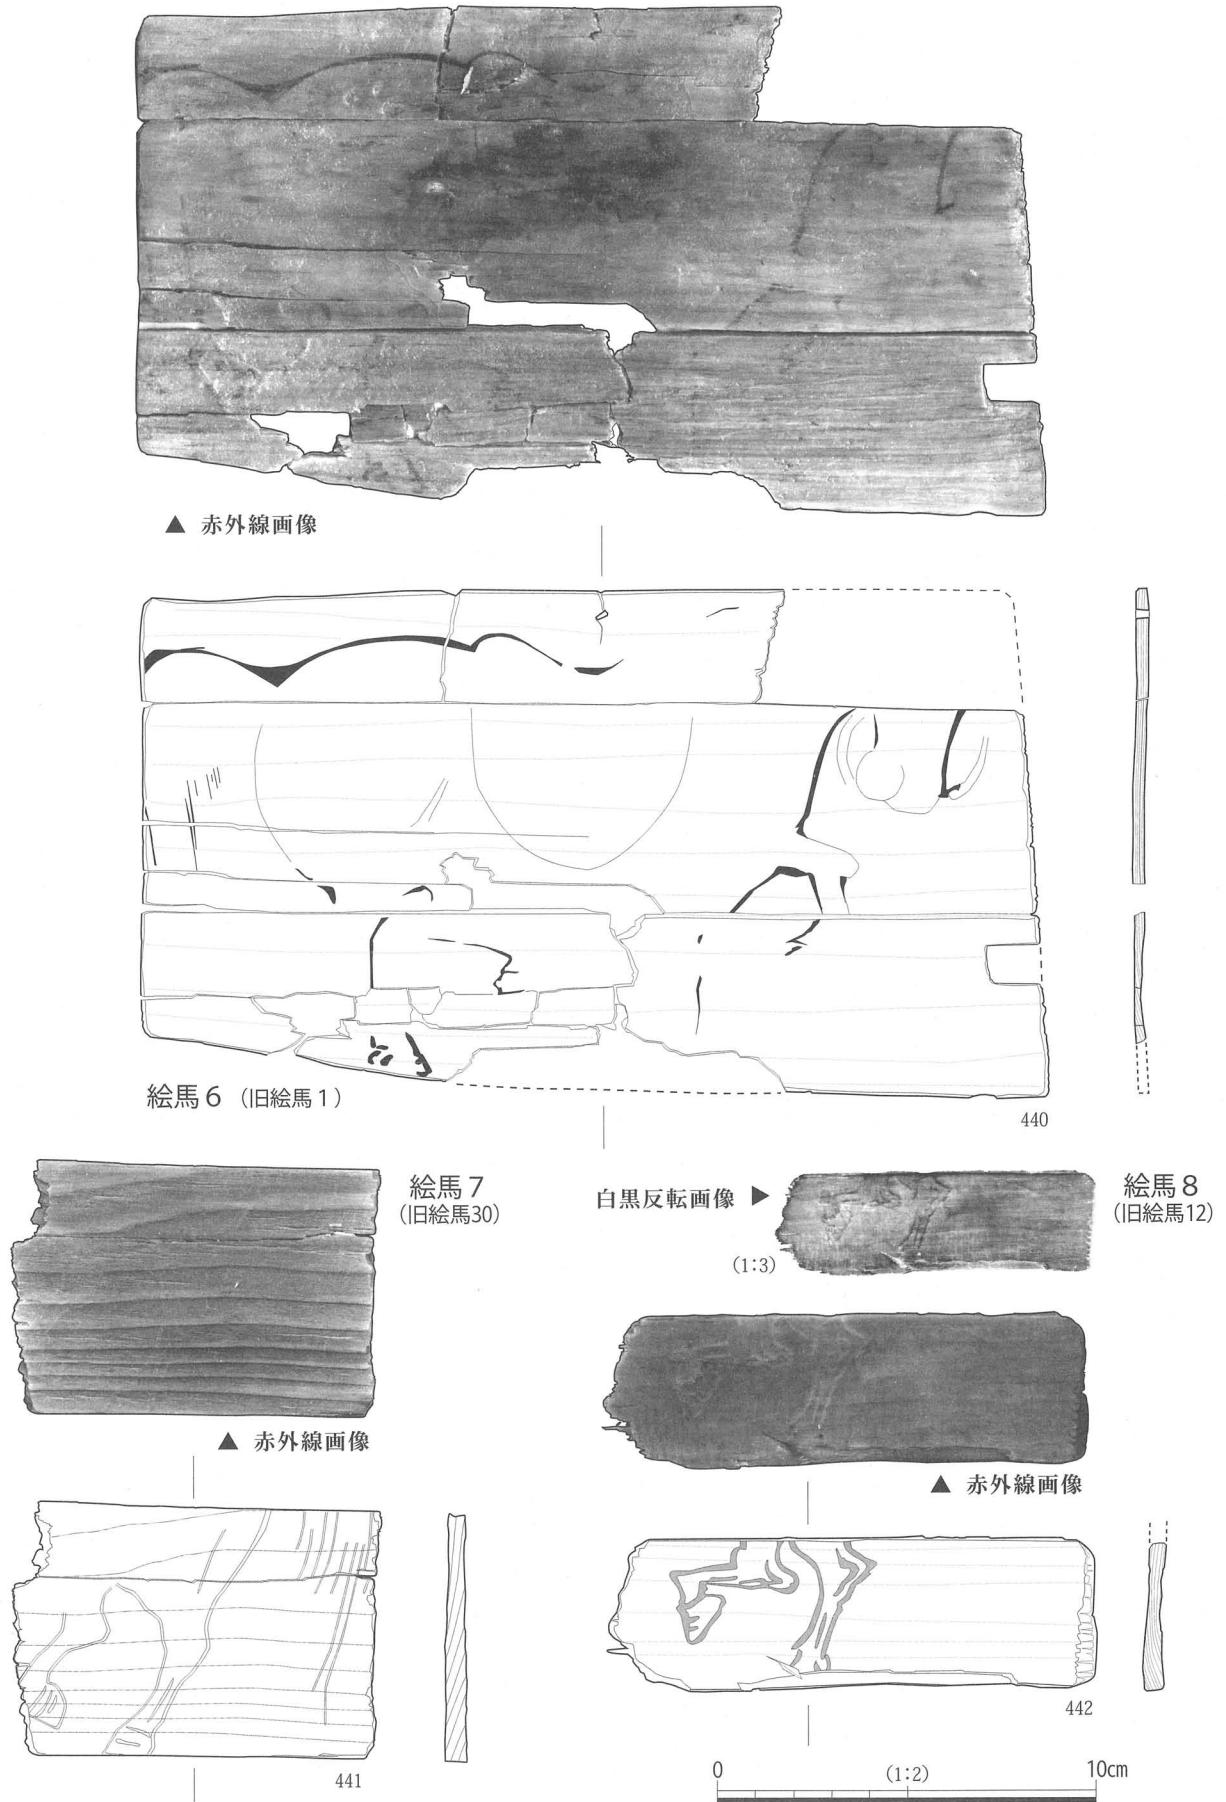 ▲ 赤外線画像
絵馬6 (旧絵馬1)
440
絵馬7
(旧絵馬30)
▲ 赤外線画像
441
白黒反転画像 ▶
(1:3)
絵馬8
(旧絵馬12)
▲ 赤外線画像
442
0 (1:2) 10cm